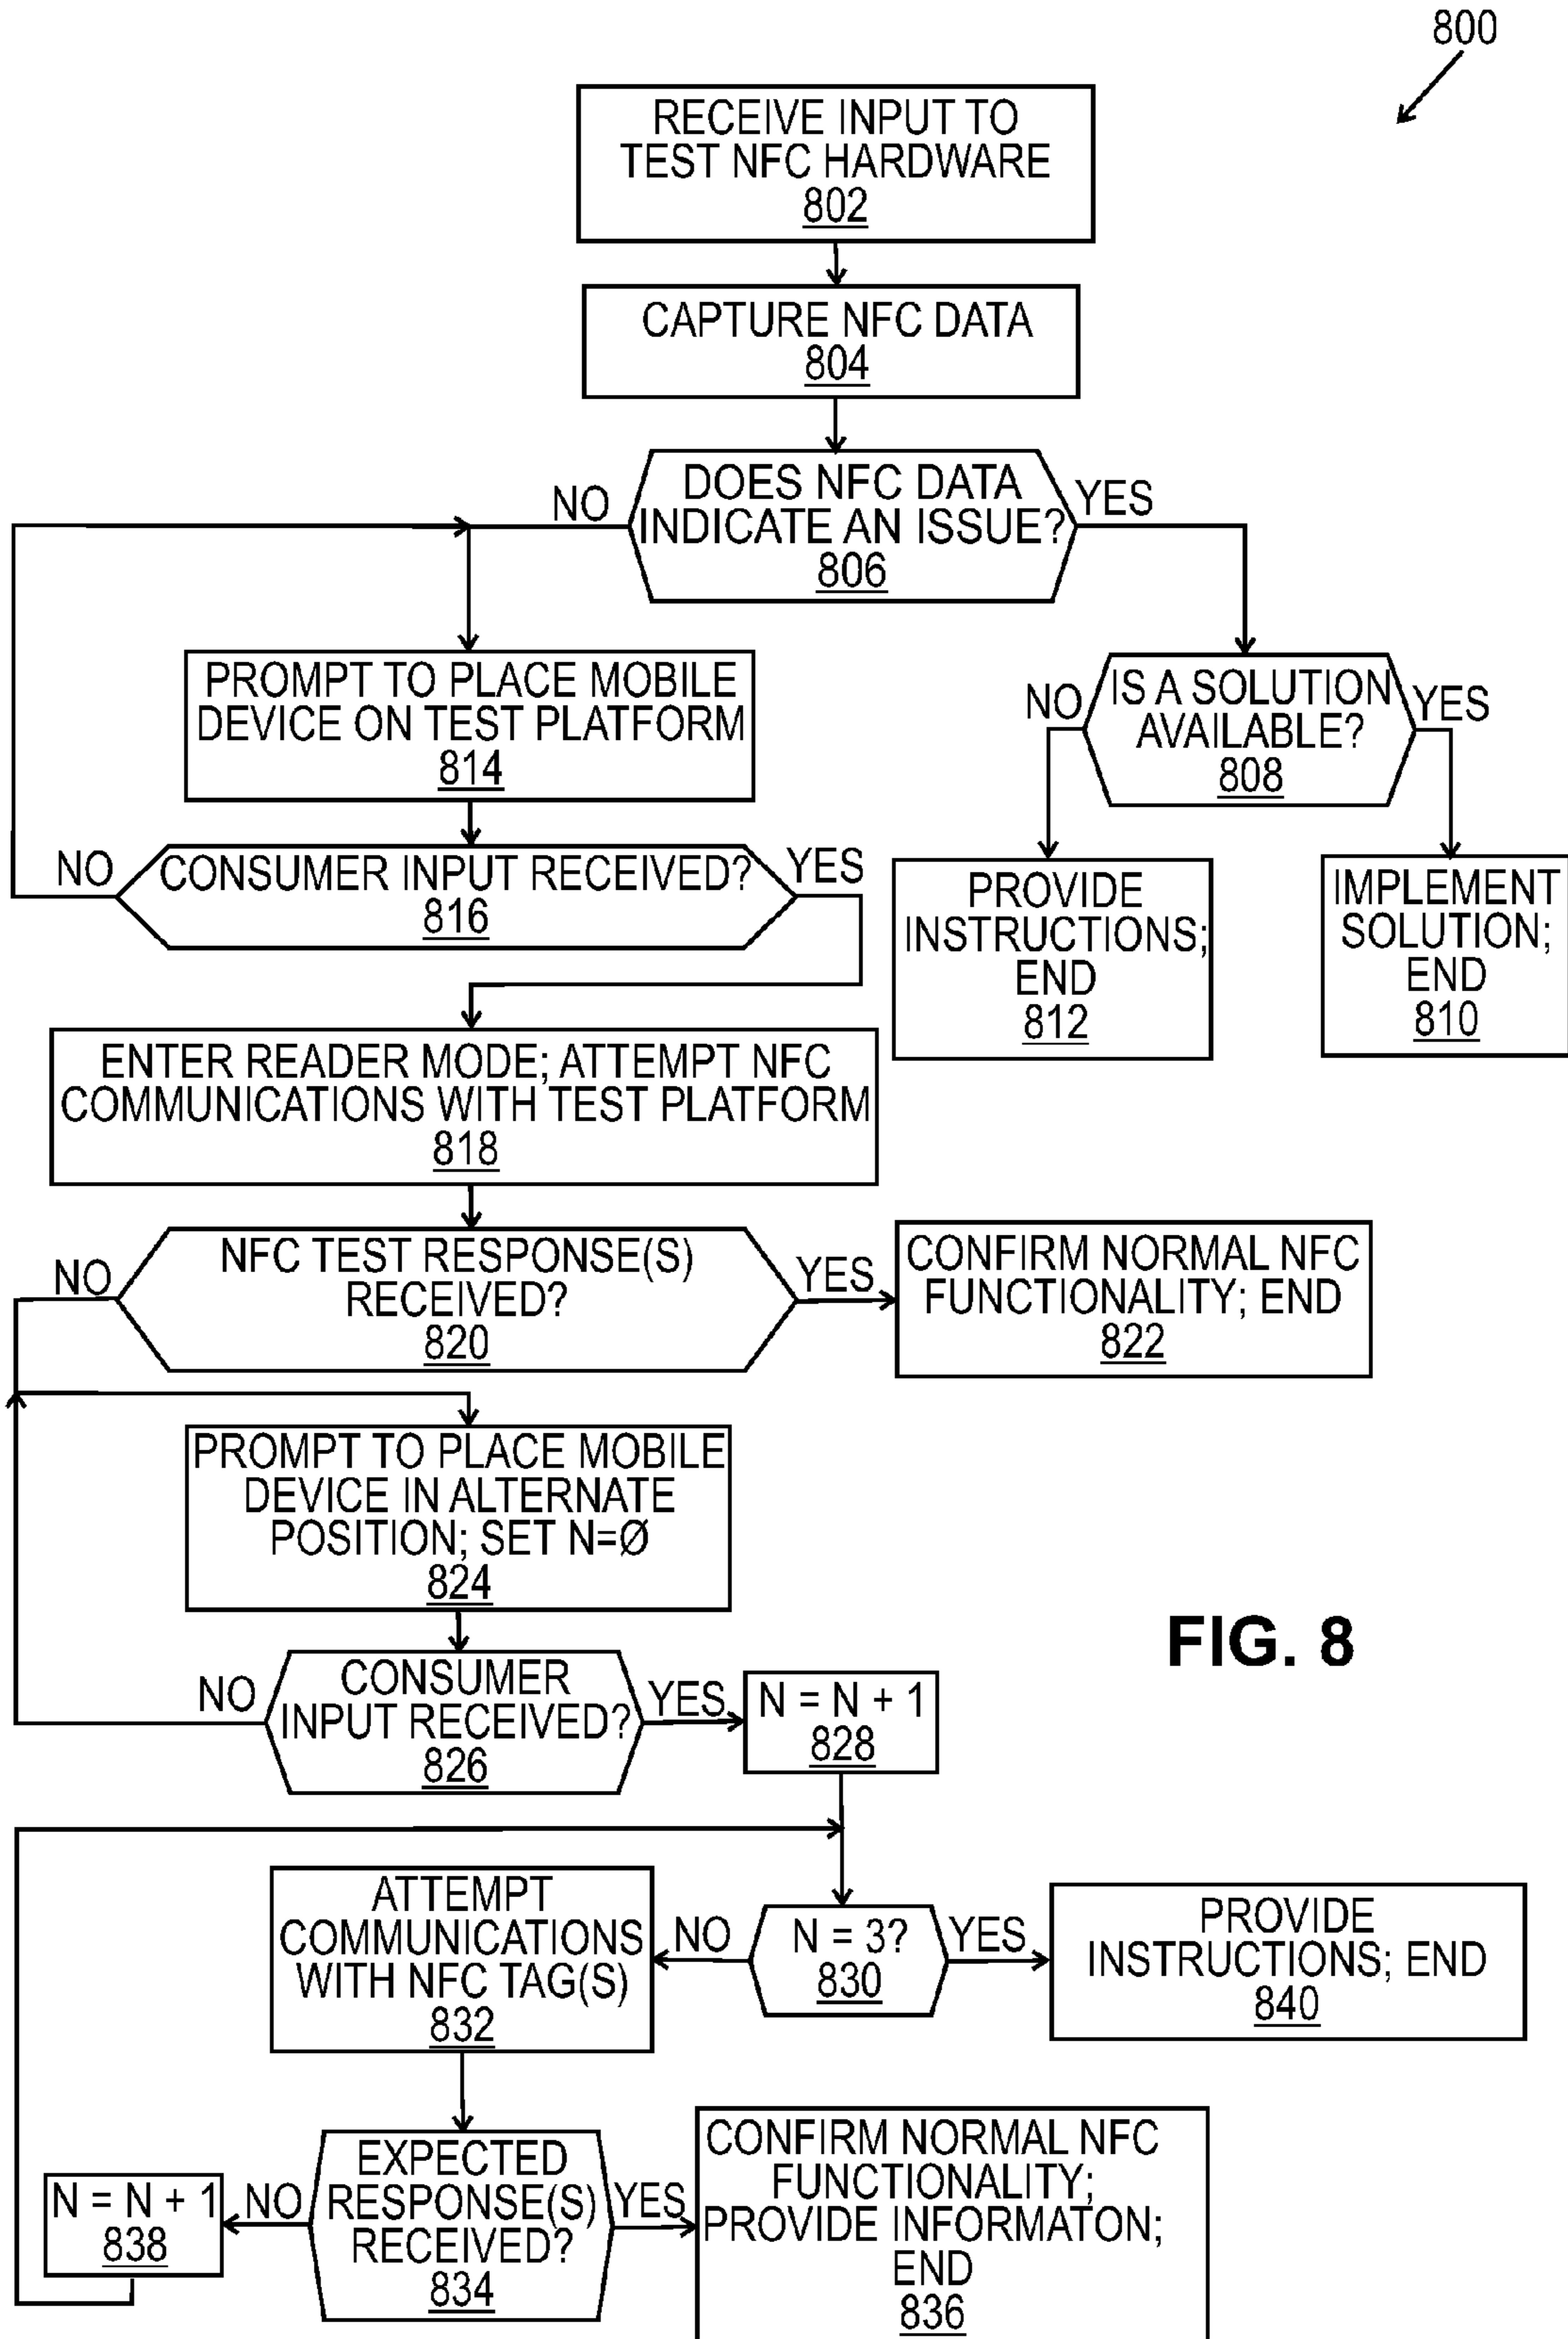 800
RECEIVE INPUT TO
TEST NFC HARDWARE
802
CAPTURE NFC DATA
804
DOES NFC DATA
INDICATE AN ISSUE?
806
NO
YES
PROMPT TO PLACE MOBILE
DEVICE ON TEST PLATFORM
814
IS A SOLUTION
AVAILABLE?
808
NO
YES
CONSUMER INPUT RECEIVED?
816
NO
YES
PROVIDE
INSTRUCTIONS;
END
812
IMPLEMENT
SOLUTION;
END
810
ENTER READER MODE; ATTEMPT NFC
COMMUNICATIONS WITH TEST PLATFORM
818
NFC TEST RESPONSE(S)
RECEIVED?
820
NO
YES
CONFIRM NORMAL NFC
FUNCTIONALITY; END
822
PROMPT TO PLACE MOBILE
DEVICE IN ALTERNATE
POSITION; SET N=Ø
824
FIG. 8
CONSUMER
INPUT RECEIVED?
826
NO
YES
N = N + 1
828
N = 3?
830
NO
YES
ATTEMPT
COMMUNICATIONS
WITH NFC TAG(S)
832
PROVIDE
INSTRUCTIONS; END
840
EXPECTED
RESPONSE(S)
RECEIVED?
834
NO
YES
N = N + 1
838
CONFIRM NORMAL NFC
FUNCTIONALITY;
PROVIDE INFORMATON;
END
836